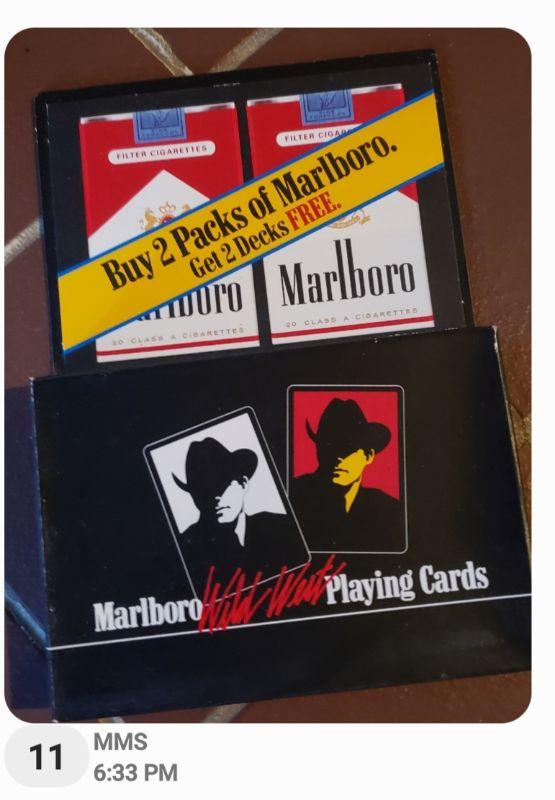 FILTER CIGARETTES
FILTER CIGARETTES
Buy 2 Packs of Marlboro.
Get 2 Decks FREE.
Marlboro
Marlboro
20 CLASS A CIGARETTES
20 CLASS A CIGARETTES
Marlboro Wild West Playing Cards
11
MMS
6:33 PM